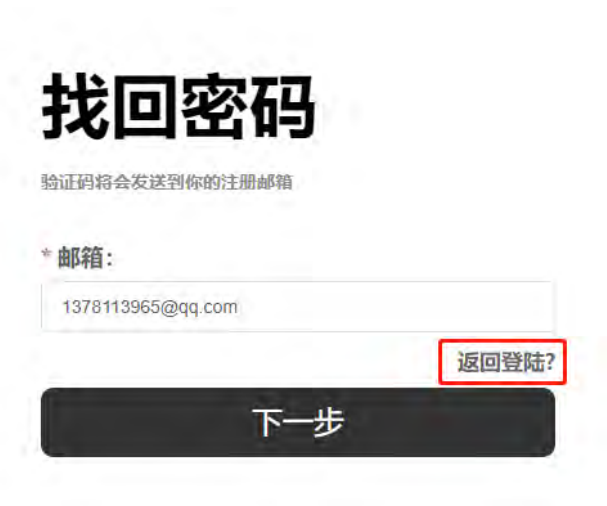 找回密码
验证码将会发送到你的注册邮箱
* 邮箱:
1378113965@qq.com
返回登陆?
下一步